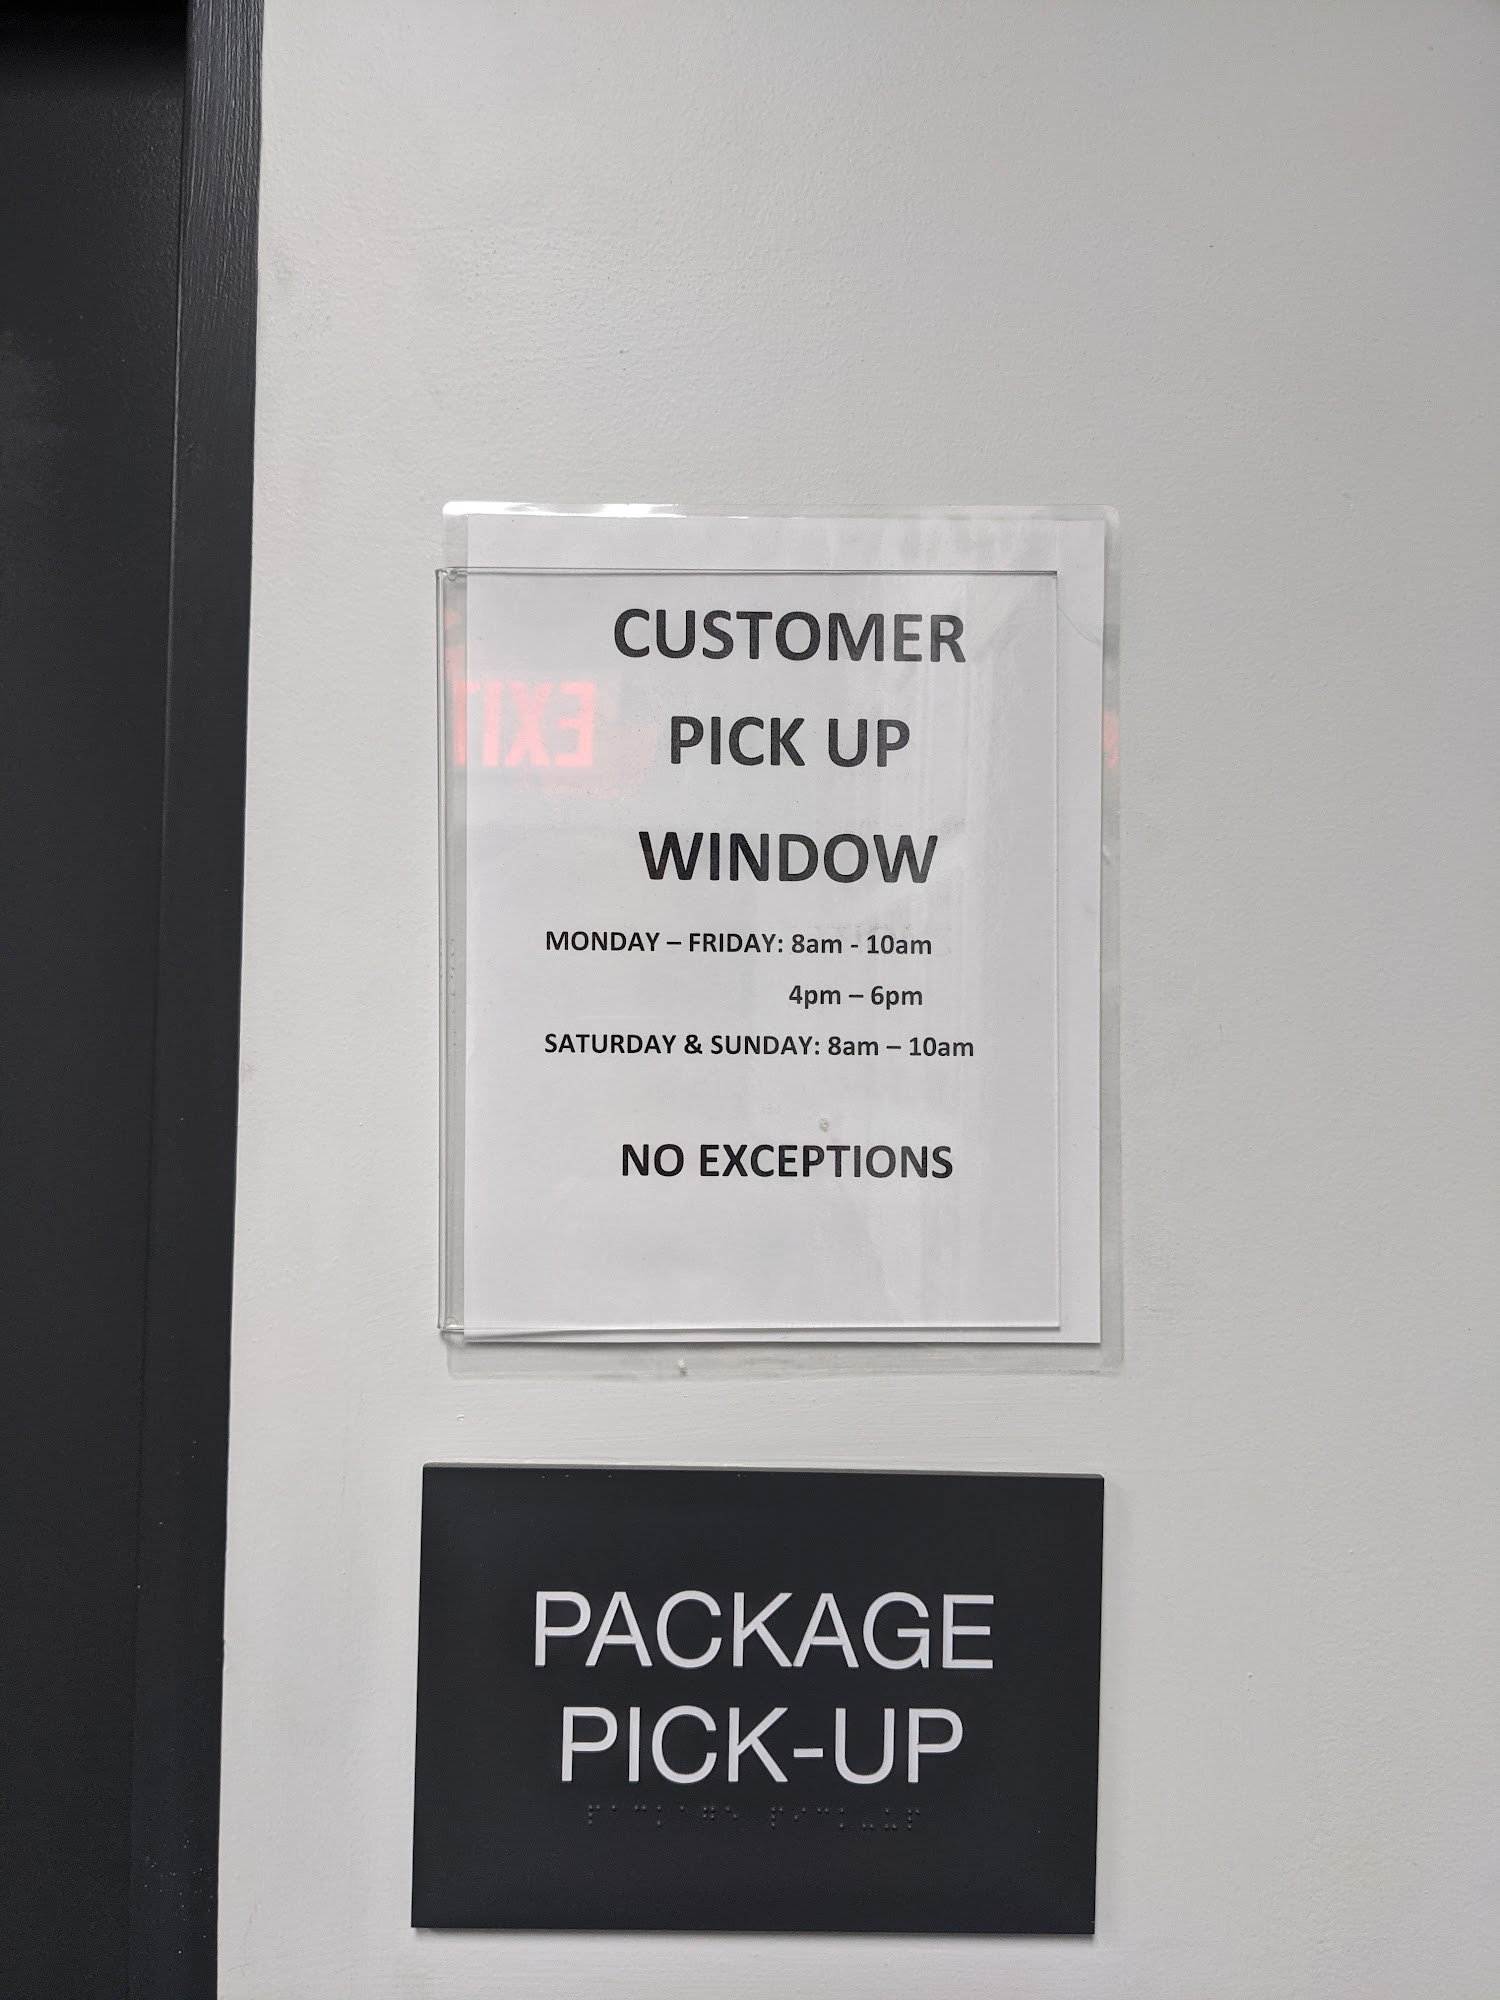 CUSTOMER
PICK UP
WINDOW
MONDAY – FRIDAY: 8am - 10am
4pm – 6pm
SATURDAY & SUNDAY: 8am – 10am
NO EXCEPTIONS
EXIT
PACKAGE
PICK-UP
⠏⠁⠉⠅⠁⠛⠑ ⠏⠊⠉⠅⠤⠥⠏